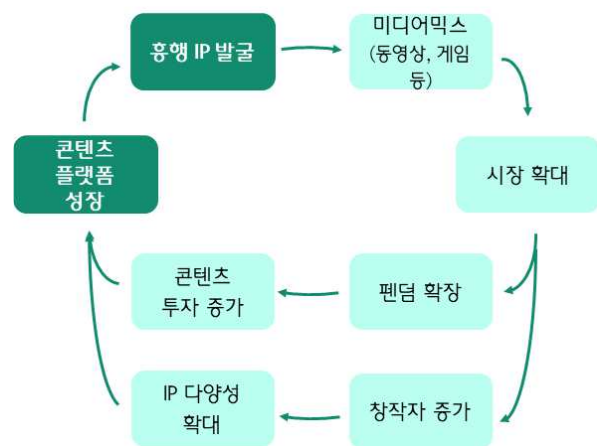 흥행 IP 발굴
미디어믹스
(동영상, 게임
등)
콘텐츠
플랫폼
성장
시장 확대
콘텐츠
투자 증가
펜덤 확장
IP 다양성
확대
창작자 증가